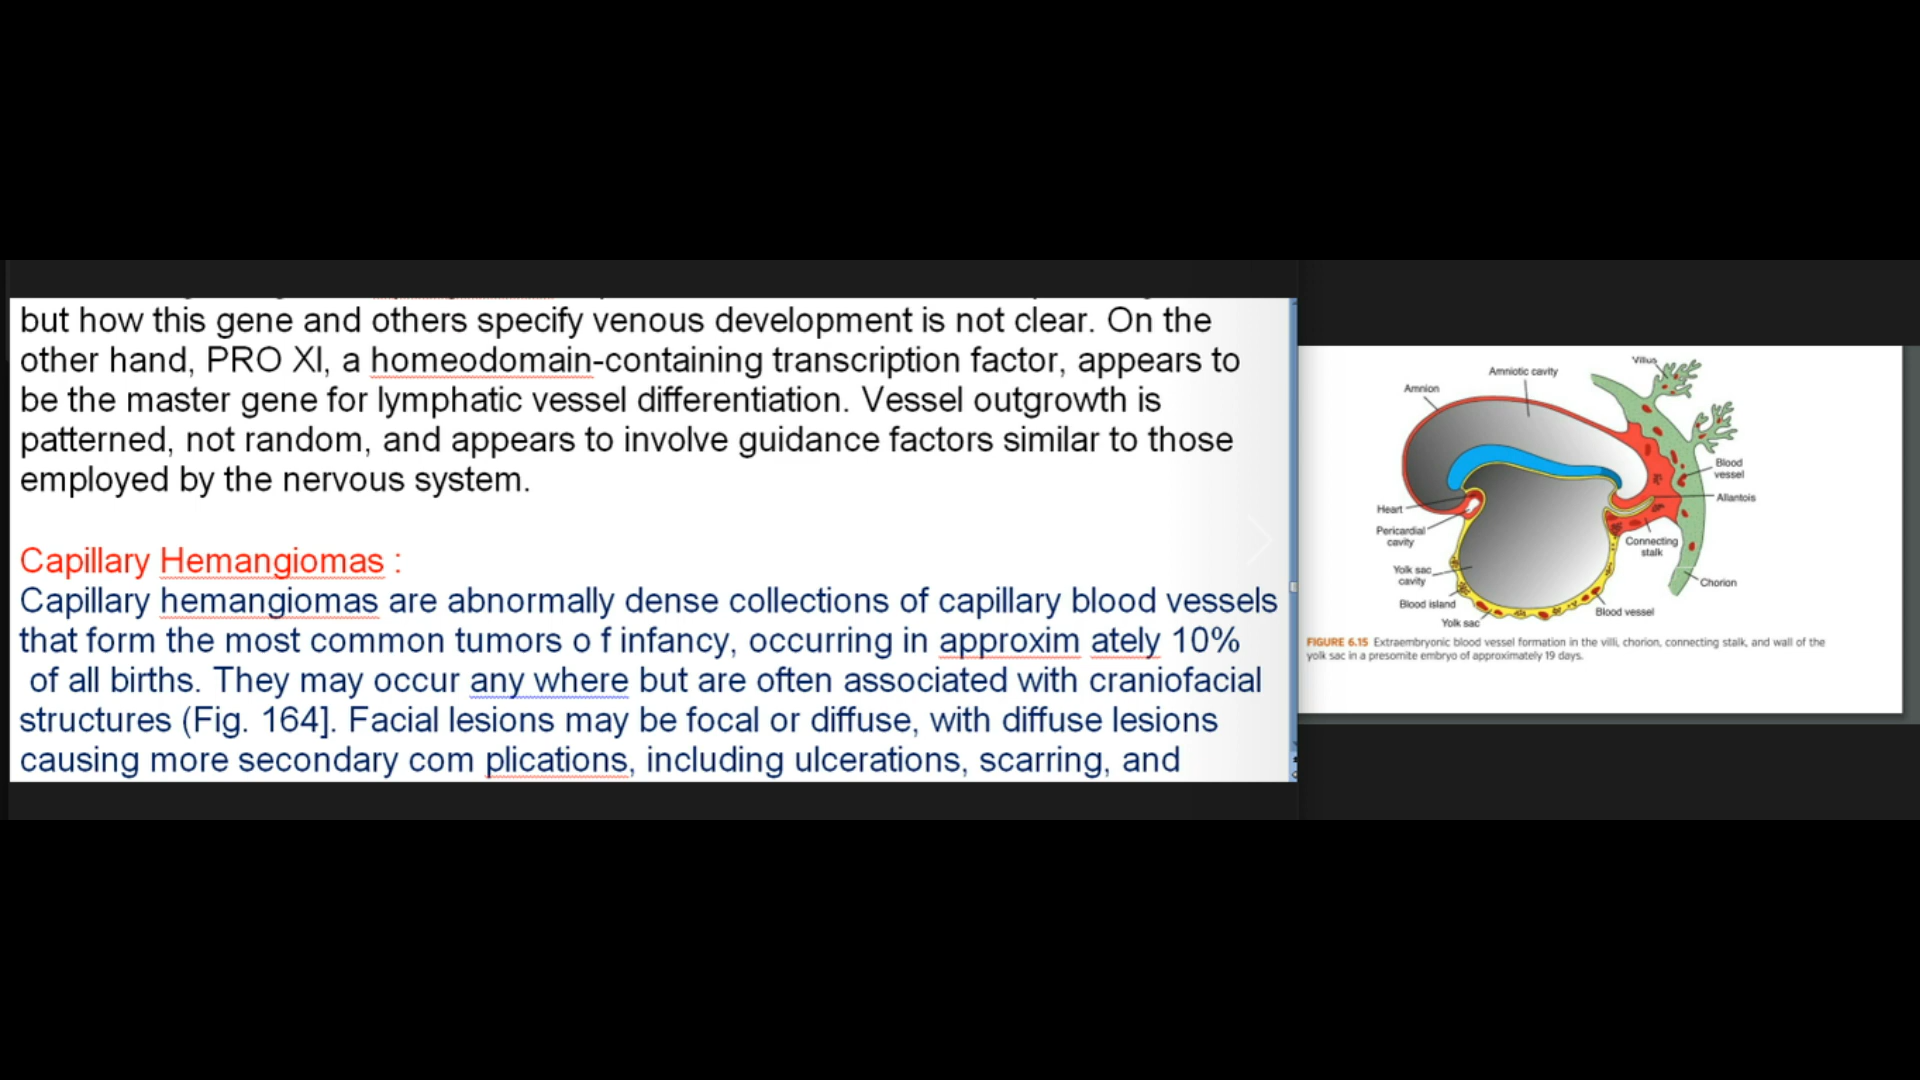 but how this gene and others specify venous development is not clear. On the
other hand, PRO XI, a homeodomain-containing transcription factor, appears to
be the master gene for lymphatic vessel differentiation. Vessel outgrowth is
patterned, not random, and appears to involve guidance factors similar to those
employed by the nervous system.
Capillary Hemangiomas :
Capillary hemangiomas are abnormally dense collections of capillary blood vessels
that form the most common tumors o f infancy, occurring in approxim ately 10%
of all births. They may occur any where but are often associated with craniofacial
structures (Fig. 164]. Facial lesions may be focal or diffuse, with diffuse lesions
causing more secondary com plications, including ulcerations, scarring, and
Villus
Amniotic cavity
Amnion
Blood
vessel
Allantois
Heart
Pericardial
cavity
Connecting
stalk
Yolk sac
cavity
Chorion
Blood island
Blood vessel
Yolk sac
FIGURE 6.15 Extraembryonic blood vessel formation in the villi, chorion, connecting stalk, and wall of the
yolk sac in a presomite embryo of approximately 19 days.